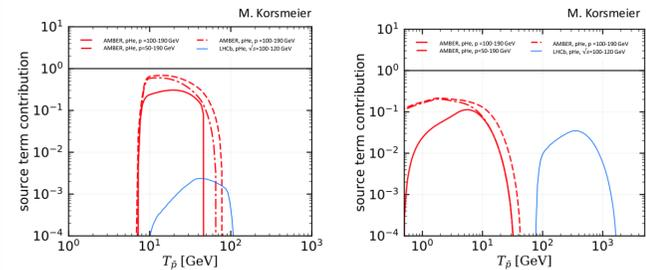 M. Korsmeier
10¹
AMBER, pHe, p =100-190 GeV
AMBER, pHe, p=50-190 GeV
AMBER, pHe, p =100-190 GeV
LHCb, pHe, √s=100-120 GeV
10⁰
10⁻¹
10⁻²
10⁻³
10⁻⁴
source term contribution
10⁰ 10¹ 10² 10³
T_p̄ [GeV]
M. Korsmeier
10¹
AMBER, pHe, p =100-190 GeV
AMBER, pHe, p=50-190 GeV
AMBER, pHe, p =100-190 GeV
LHCb, pHe, √s=100-120 GeV
10⁰
10⁻¹
10⁻²
10⁻³
10⁻⁴
source term contribution
10⁰ 10¹ 10² 10³
T_p̄ [GeV]